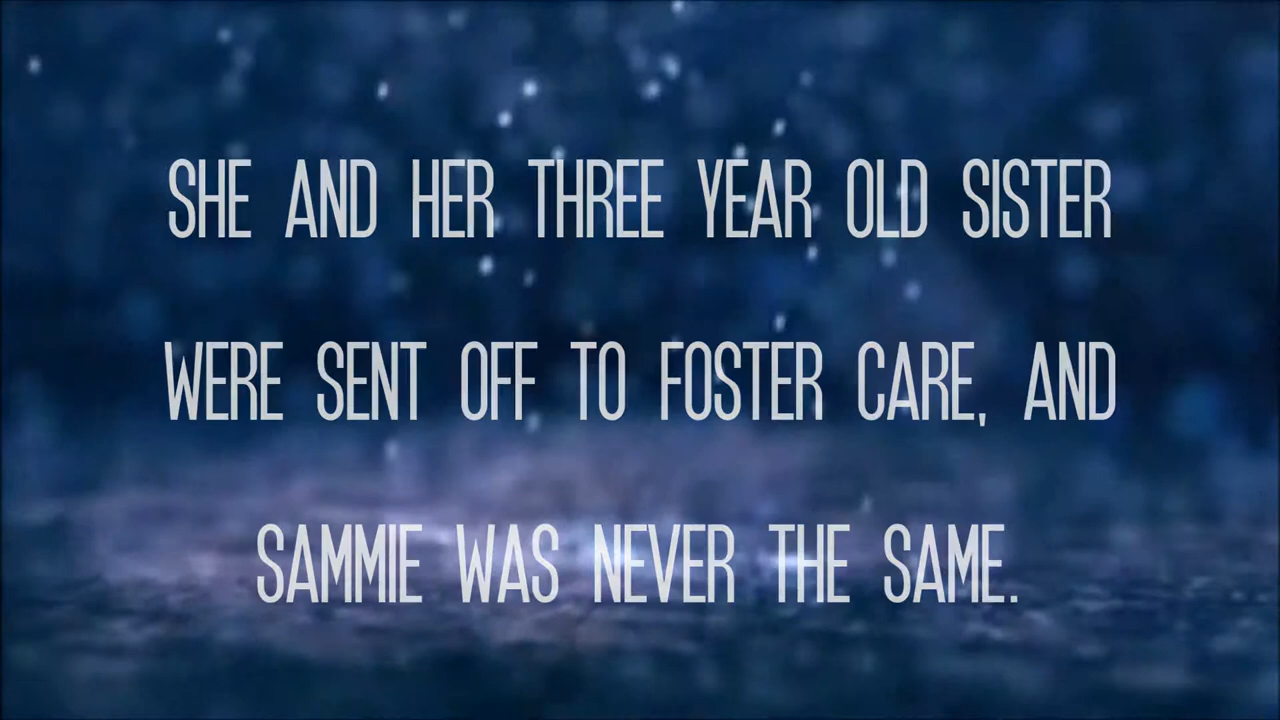 SHE AND HER THREE YEAR OLD SISTER
WERE SENT OFF TO FOSTER CARE, AND
SAMMIE WAS NEVER THE SAME.